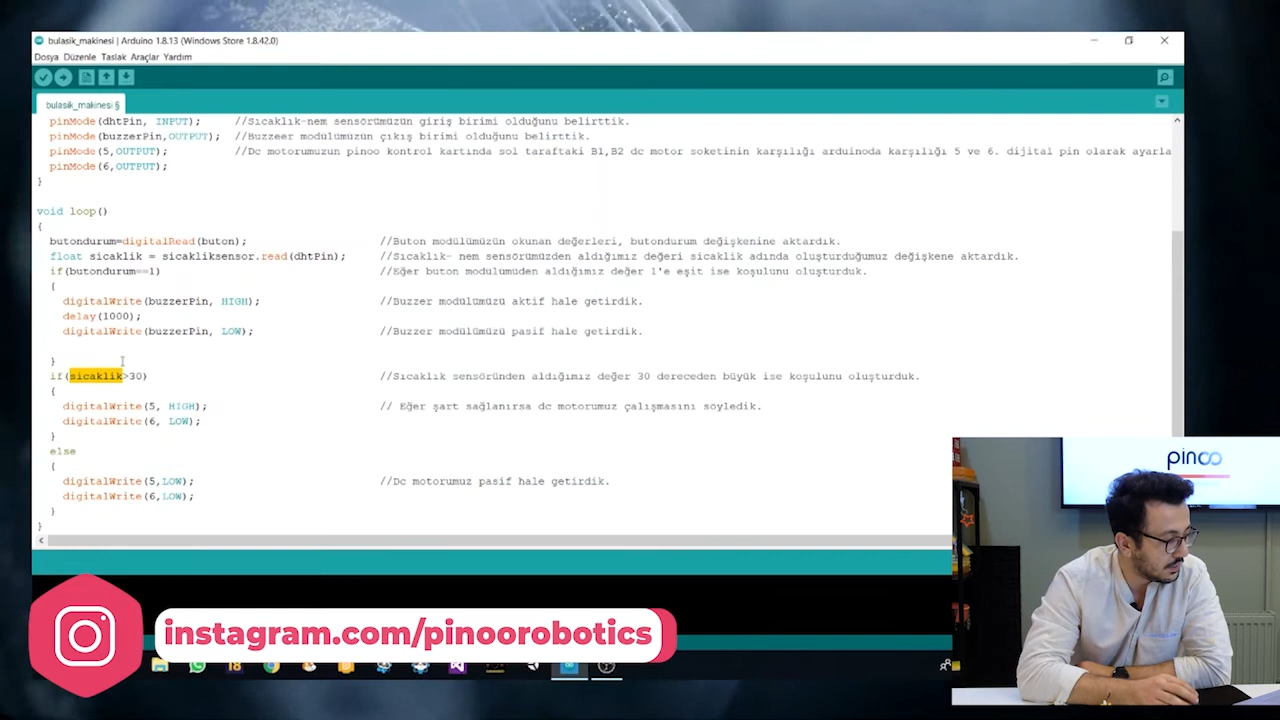 bulasik_makinesi | Arduino 1.8.13 (Windows Store 1.8.42.0)
Dosya Düzenle Taslak Araçlar Yardım
bulasik_makinesi §
pinMode(dhtPin, INPUT); //Sıcaklık-nem sensörümüzün giriş birimi olduğunu belirttik.
pinMode(buzzerPin,OUTPUT); //Buzzeer modülümüzün çıkış birimi olduğunu belirttik.
pinMode(5,OUTPUT); //Dc motorumuzun pinoo kontrol kartında sol taraftaki B1,B2 dc motor soketinin karşılığı arduinoda karşılığı 5 ve 6. dijital pin olarak ayarla
pinMode(6,OUTPUT);
}
void loop()
{
butondurum=digitalRead(buton); //Buton modülümüzün okunan değerleri, butondurum değişkenine aktardık.
float sicaklik = sicakliksensor.read(dhtPin); //Sıcaklık- nem sensörümüzden aldığımız değeri sicaklik adında oluşturduğumuz değişkene aktardık.
if(butondurum==1) //Eğer buton modülümüden aldığımız değer 1'e eşit ise koşulunu oluşturduk.
{
digitalWrite(buzzerPin, HIGH); //Buzzer modülümüzü aktif hale getirdik.
delay(1000);
digitalWrite(buzzerPin, LOW); //Buzzer modülümüzü pasif hale getirdik.
}
if(sicaklik>30) //Sıcaklık sensöründen aldığımız değer 30 dereceden büyük ise koşulunu oluşturduk.
{
digitalWrite(5, HIGH); // Eğer şart sağlanırsa dc motorumuz çalışmasını söyledik.
digitalWrite(6, LOW);
}
else
{
digitalWrite(5,LOW); //Dc motorumuz pasif hale getirdik.
digitalWrite(6,LOW);
}
}
pinoo
instagram.com/pinoorobotics